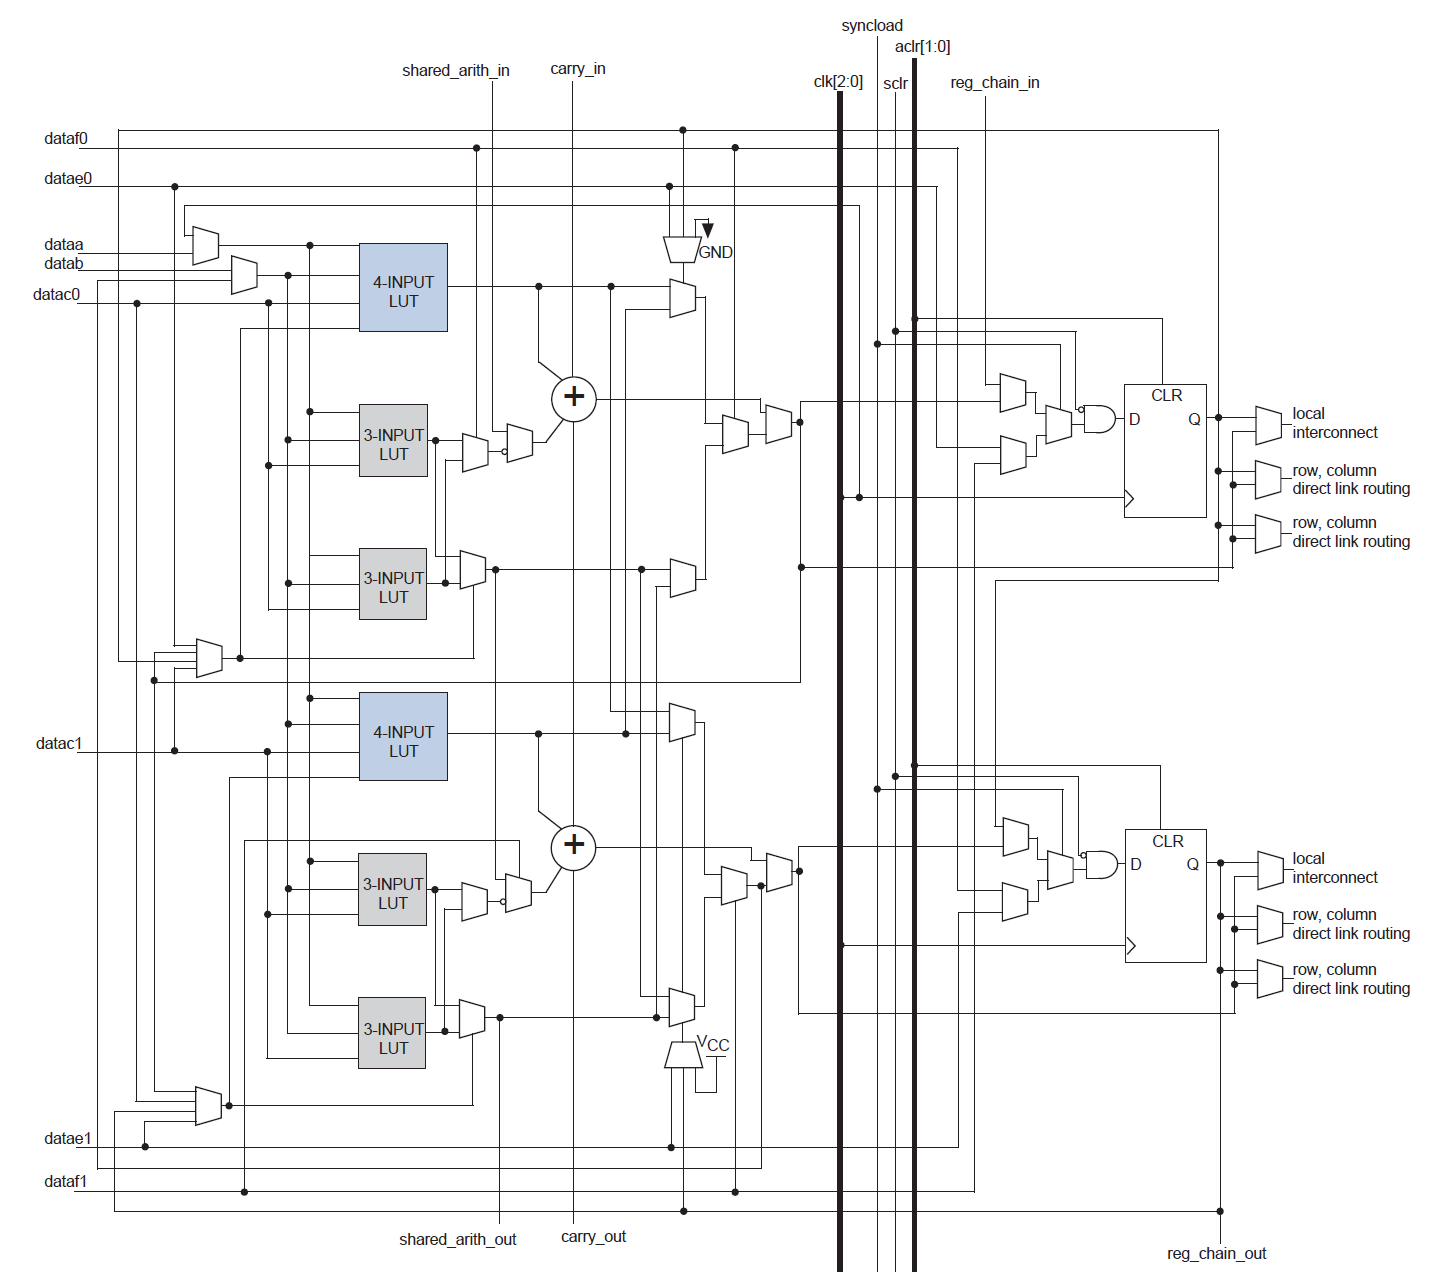 syncload
aclr[1:0]
shared_arith_in
carry_in
clk[2:0]
sclr
reg_chain_in
dataf0
datae0
dataa
GND
datab
4-INPUT
LUT
datac0
CLR
D
Q
local
interconnect
3-INPUT
LUT
+
row, column
direct link routing
row, column
direct link routing
3-INPUT
LUT
4-INPUT
LUT
datac1
+
CLR
D
Q
local
interconnect
3-INPUT
LUT
row, column
direct link routing
row, column
direct link routing
3-INPUT
LUT
VCC
datae1
dataf1
shared_arith_out
carry_out
reg_chain_out